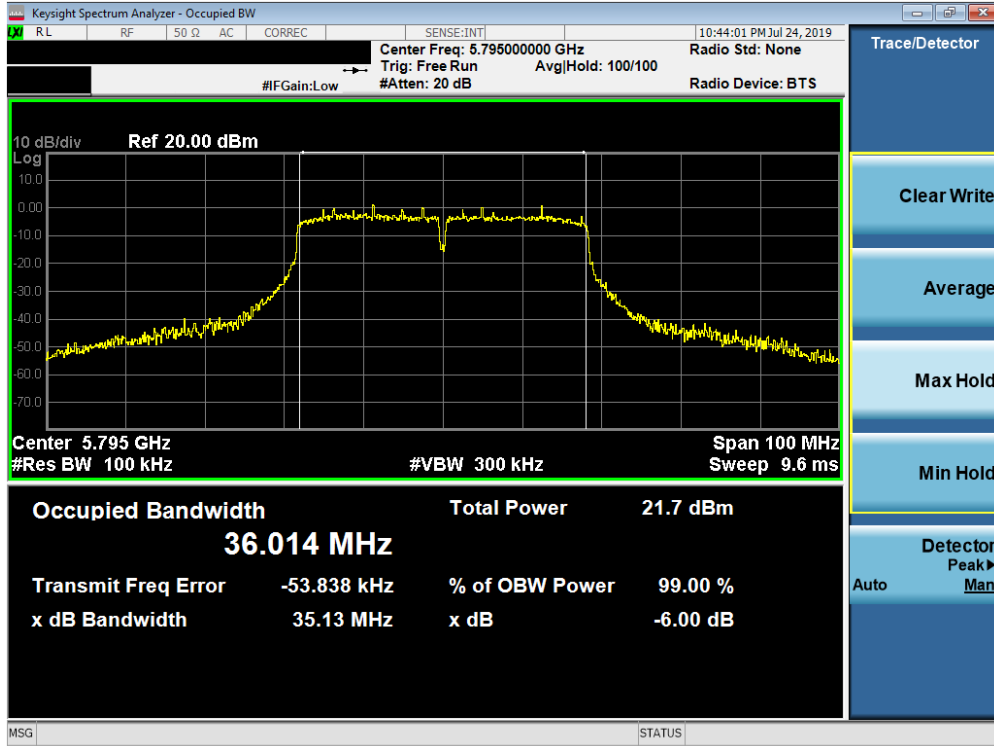 Keysight Spectrum Analyzer - Occupied BW
LXI RL RF 50 Ω AC CORREC SENSE:INT 10:44:01 PM Jul 24, 2019
Center Freq: 5.795000000 GHz Radio Std: None
Trig: Free Run Avg|Hold: 100/100
#IFGain:Low #Atten: 20 dB Radio Device: BTS
Trace/Detector
10 dB/div Ref 20.00 dBm
Log
10.0
0.00
-10.0
-20.0
-30.0
-40.0
-50.0
-60.0
-70.0
Center 5.795 GHz Span 100 MHz
#Res BW 100 kHz #VBW 300 kHz Sweep 9.6 ms
Clear Write
Average
Max Hold
Min Hold
Detector
Peak▶
Auto Man
Occupied Bandwidth Total Power 21.7 dBm
36.014 MHz
Transmit Freq Error -53.838 kHz % of OBW Power 99.00 %
x dB Bandwidth 35.13 MHz x dB -6.00 dB
MSG STATUS